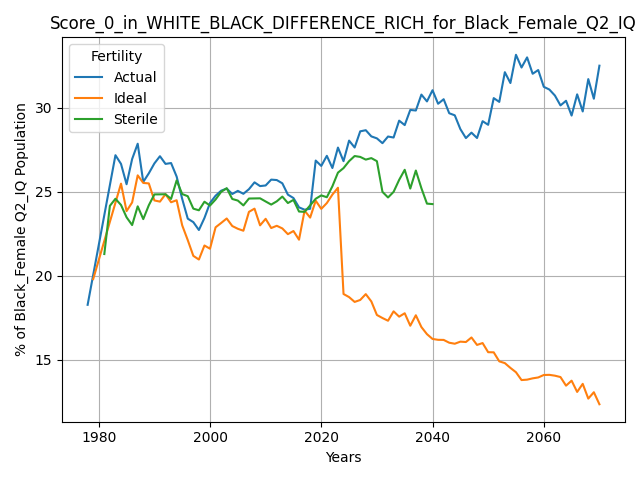 Score_0_in_WHITE_BLACK_DIFFERENCE_RICH_for_Black_Female_Q2_IQ
Fertility
Actual
Ideal
Sterile
% of Black_Female Q2_IQ Population
30
25
20
15
1980
2000
2020
2040
2060
Years